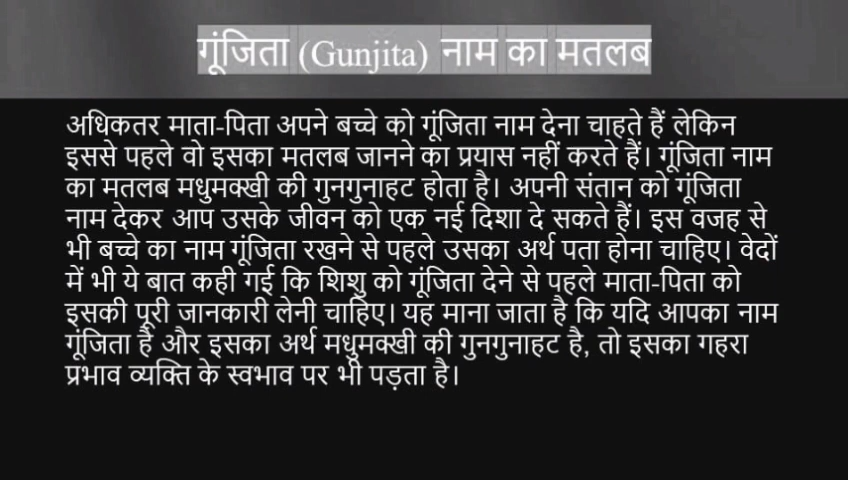 गूंजिता (Gunjita) नाम का मतलब
अधिकतर माता-पिता अपने बच्चे को गूंजिता नाम देना चाहते हैं लेकिन
इससे पहले वो इसका मतलब जानने का प्रयास नहीं करते हैं। गूंजिता नाम
का मतलब मधुमक्खी की गुनगुनाहट होता है। अपनी संतान को गूंजिता
नाम देकर आप उसके जीवन को एक नई दिशा दे सकते हैं। इस वजह से
भी बच्चे का नाम गूंजिता रखने से पहले उसका अर्थ पता होना चाहिए। वेदों
में भी ये बात कही गई कि शिशु को गूंजिता देने से पहले माता-पिता को
इसकी पूरी जानकारी लेनी चाहिए। यह माना जाता है कि यदि आपका नाम
गूंजिता है और इसका अर्थ मधुमक्खी की गुनगुनाहट है, तो इसका गहरा
प्रभाव व्यक्ति के स्वभाव पर भी पड़ता है।